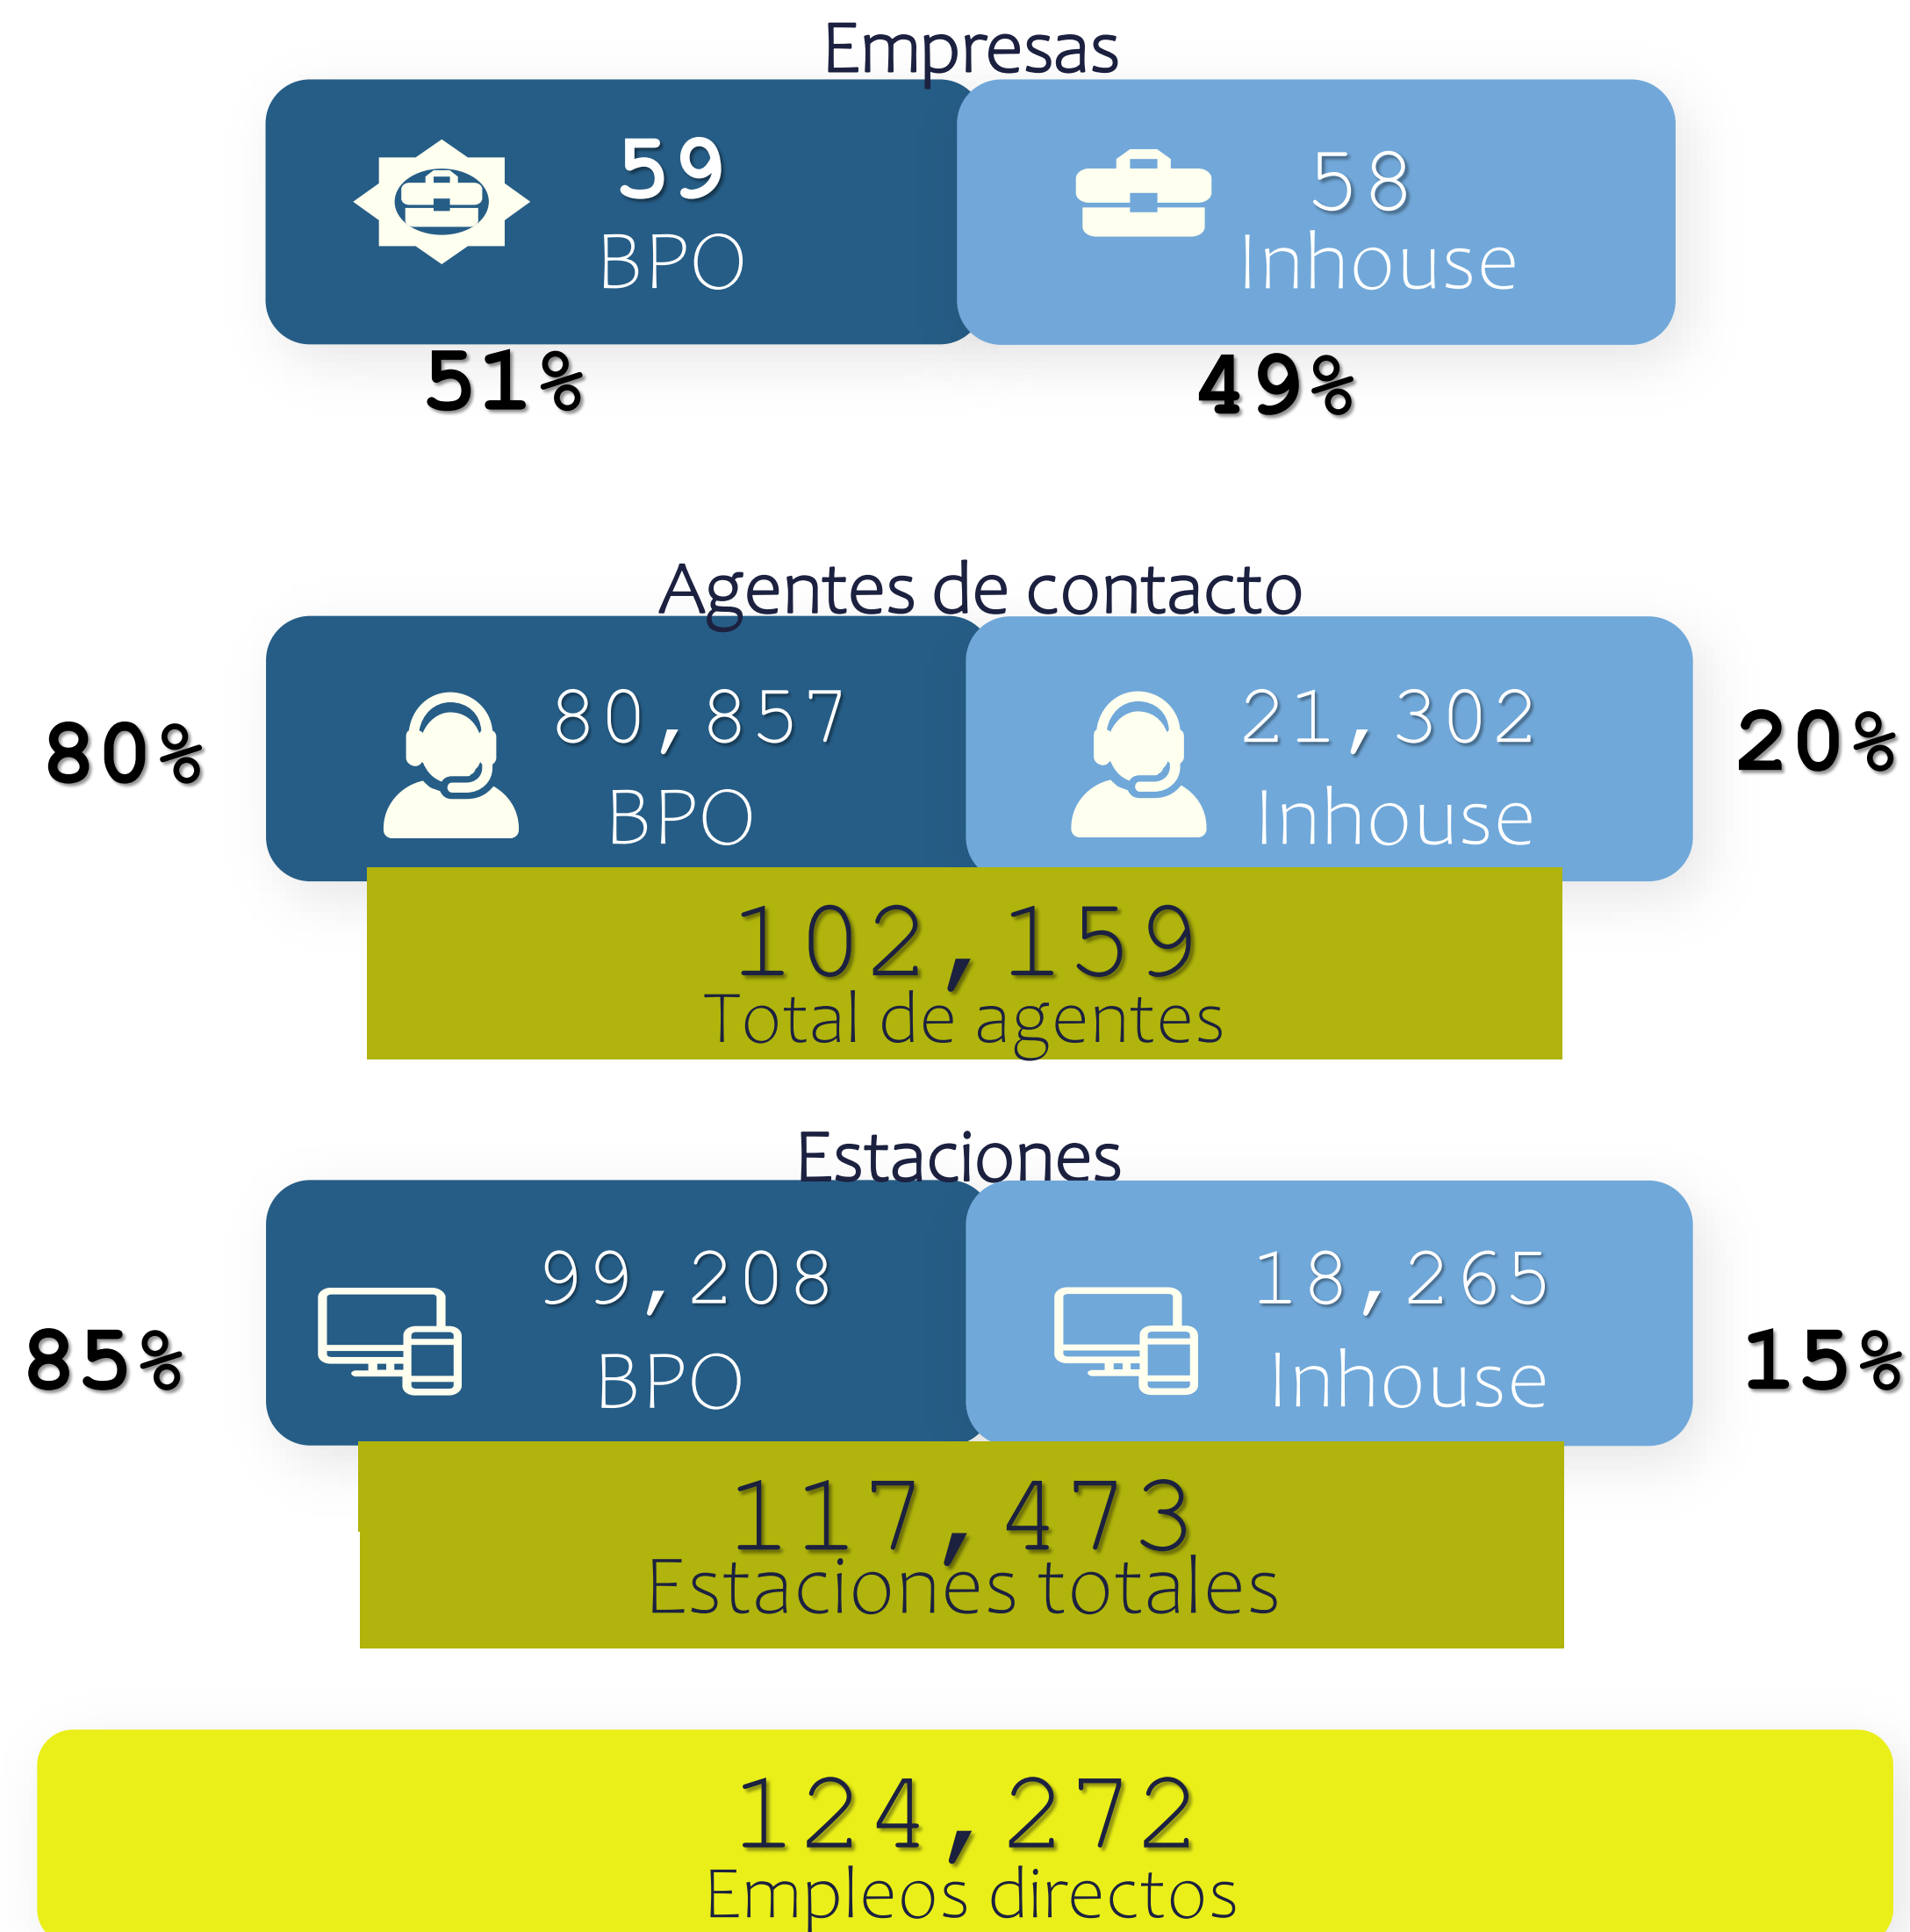 Empresas
59
BPO
58
Inhouse
51%
49%
Agentes de contacto
80%
80,857
BPO
21,302
Inhouse
20%
102,159
Total de agentes
Estaciones
85%
99,208
BPO
18,265
Inhouse
15%
117,473
Estaciones totales
124,272
Empleos directos